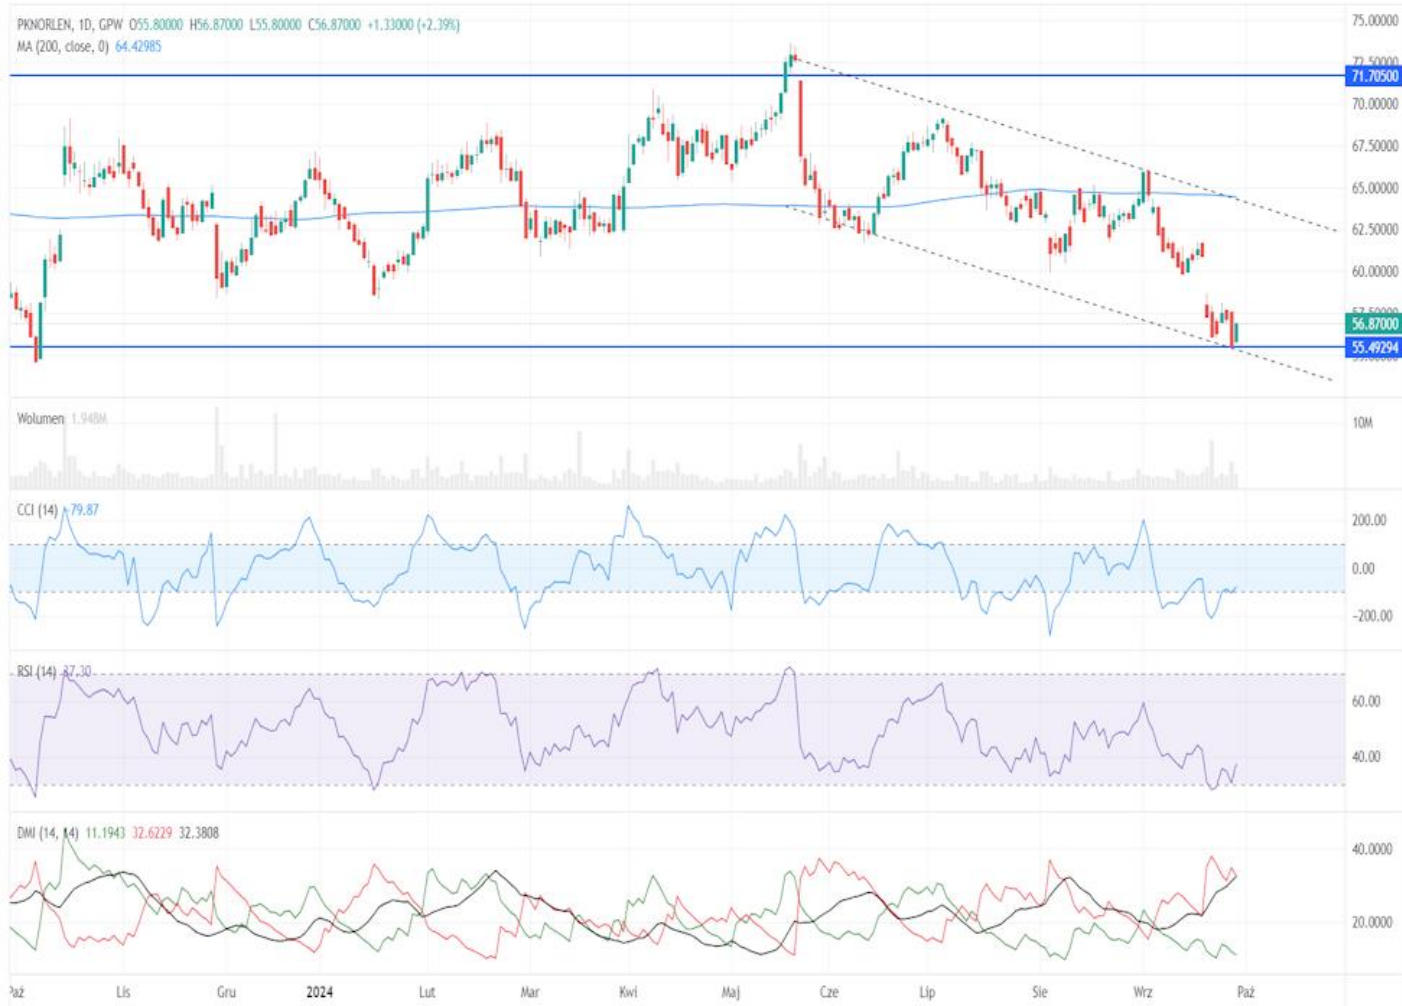 PKNORLEN, 1D, GPW O55.80000 H56.87000 L55.80000 C56.87000 +1.33000 (+2.39%)
MA (200, close, 0) 64.42985
75.00000
72.50000
71.70500
70.00000
67.50000
65.00000
62.50000
60.00000
57.50000
56.87000
55.49294
Wolumen 1.948M
10M
CCI (14) -79.87
200.00
0.00
-200.00
RSI (14) 37.30
60.00
40.00
DMI (14, 14) 11.1943 32.6229 32.3808
40.0000
20.0000
Paź Lis Gru 2024 Lut Mar Kwi Maj Cze Lip Sie Wrz Paź